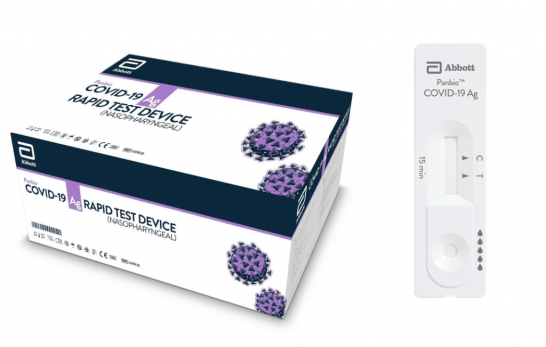 Abbott
Panbio
COVID-19 Ag
RAPID TEST DEVICE
(NASOPHARYNGEAL)
Abbott
Panbio
COVID-19 Ag RAPID TEST DEVICE
(NASOPHARYNGEAL)
Abbott
Panbio™
COVID-19 Ag
C
T
15 min